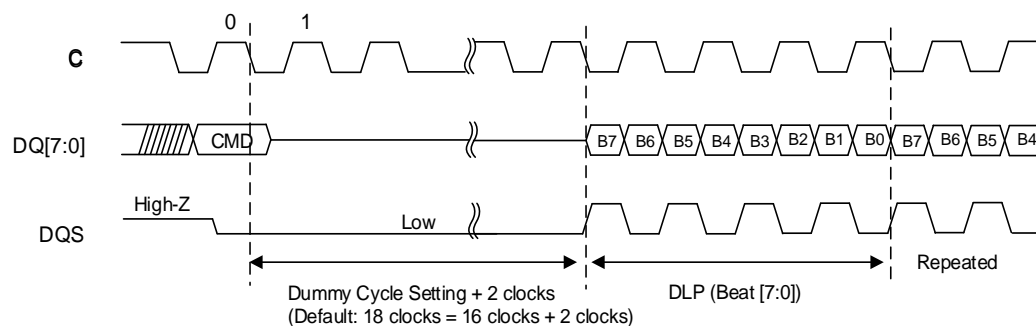 0 1
C
DQ[7:0] CMD B7 B6 B5 B4 B3 B2 B1 B0 B7 B6 B5 B4
High-Z
DQS Low
Dummy Cycle Setting + 2 clocks DLP (Beat [7:0]) Repeated
(Default: 18 clocks = 16 clocks + 2 clocks)